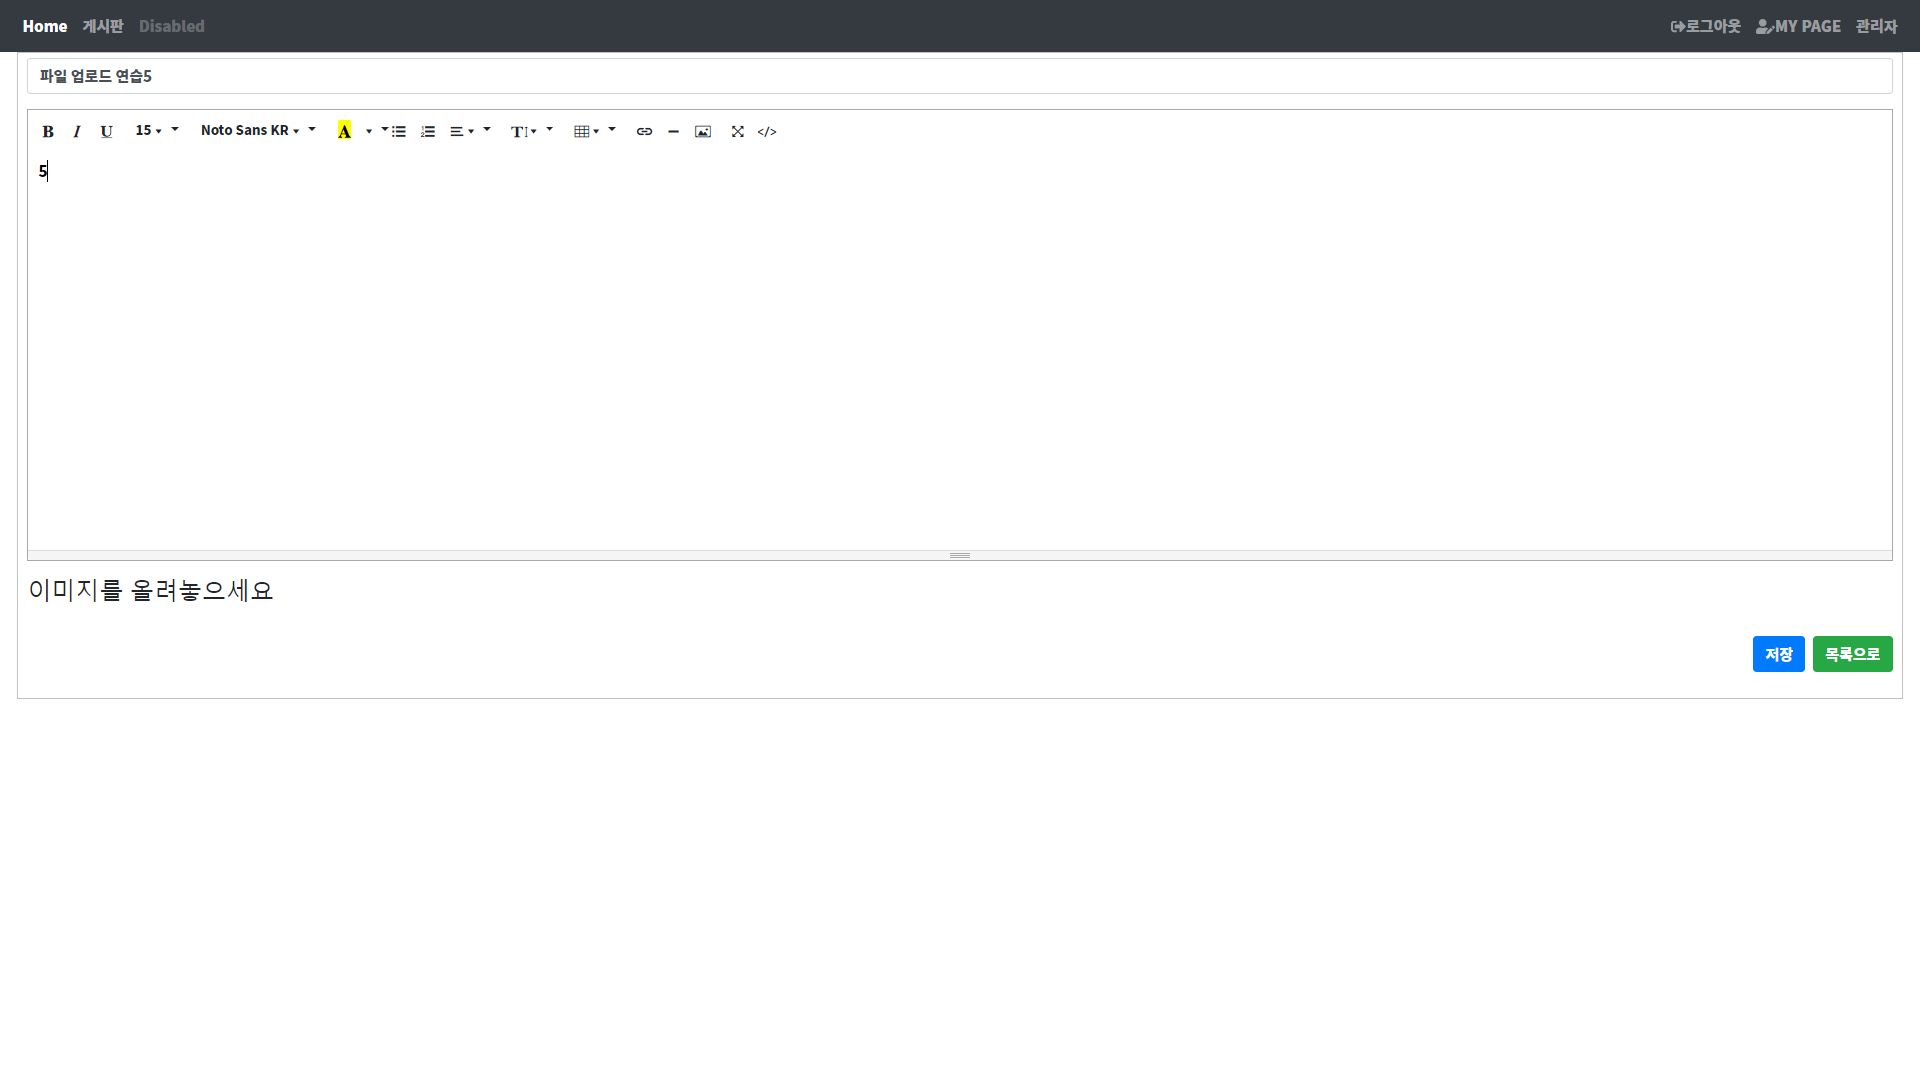 Home 게시판 Disabled 로그아웃 MY PAGE 관리자
파일 업로드 연습5
B I U 15 Noto Sans KR A T </>
5
이미지를 올려놓으세요
저장 목록으로